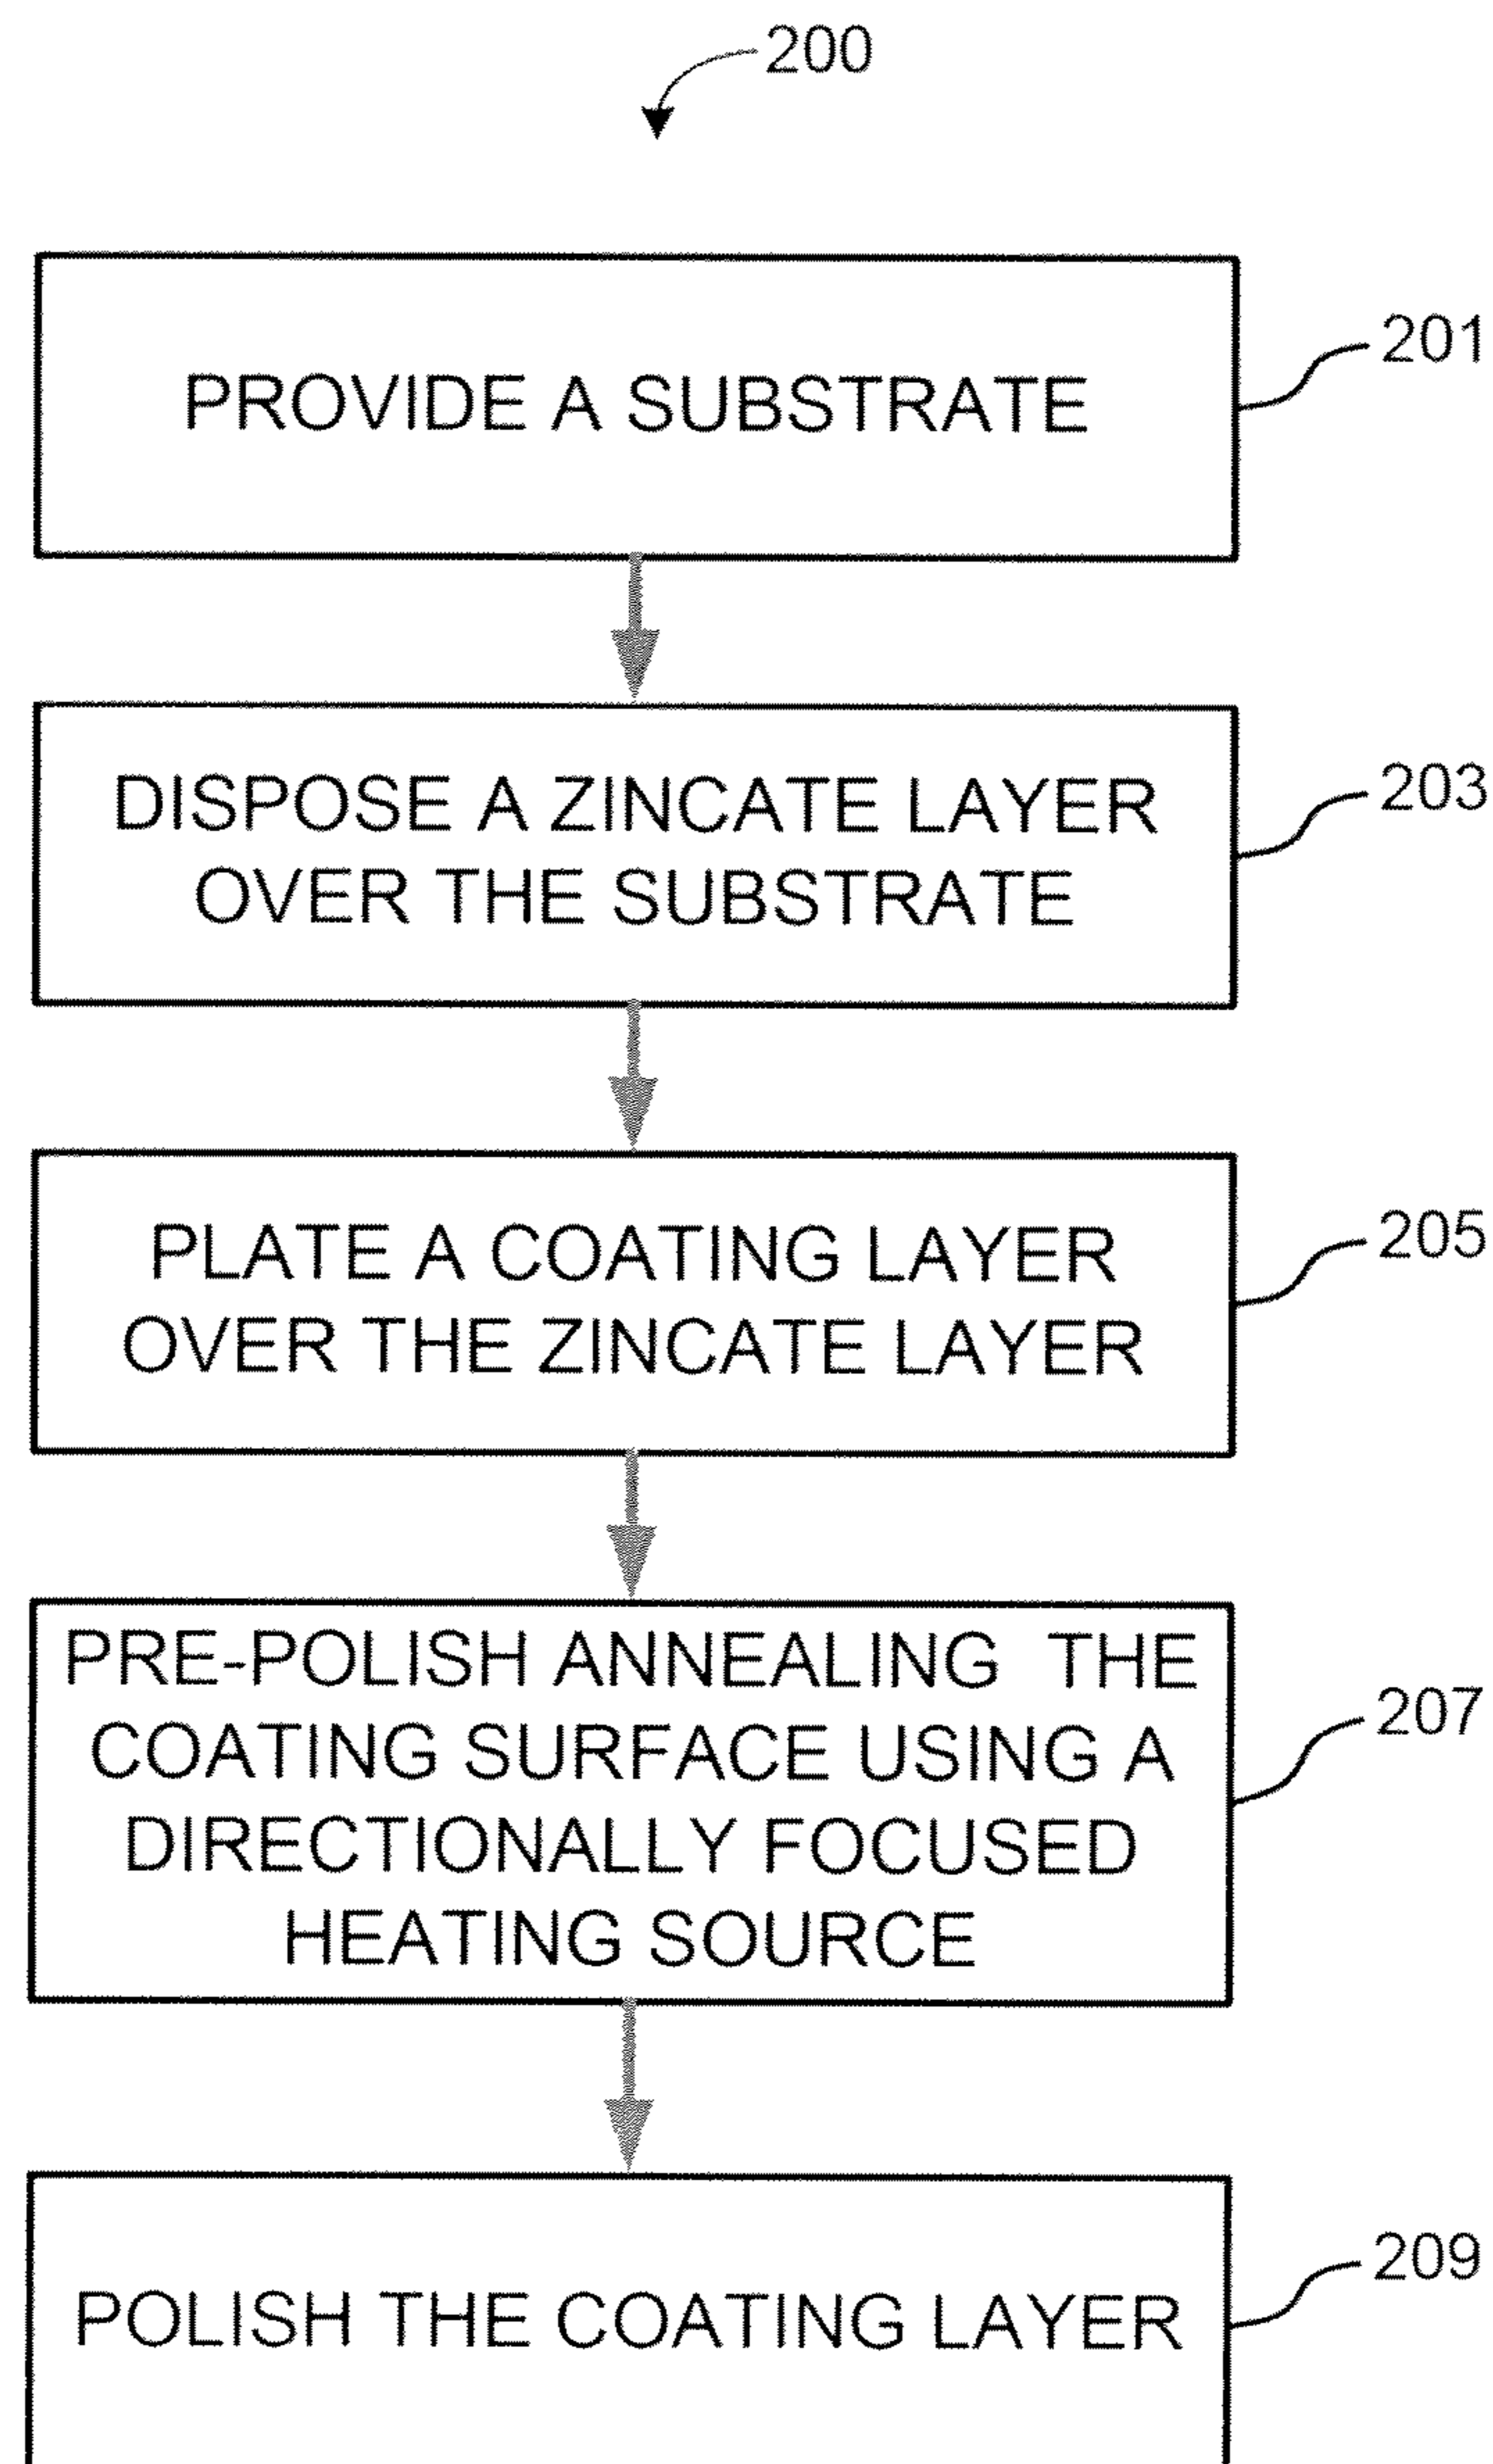 200
PROVIDE A SUBSTRATE
201
DISPOSE A ZINCATE LAYER
OVER THE SUBSTRATE
203
PLATE A COATING LAYER
OVER THE ZINCATE LAYER
205
PRE-POLISH ANNEALING THE
COATING SURFACE USING A
DIRECTIONALLY FOCUSED
HEATING SOURCE
207
POLISH THE COATING LAYER
209